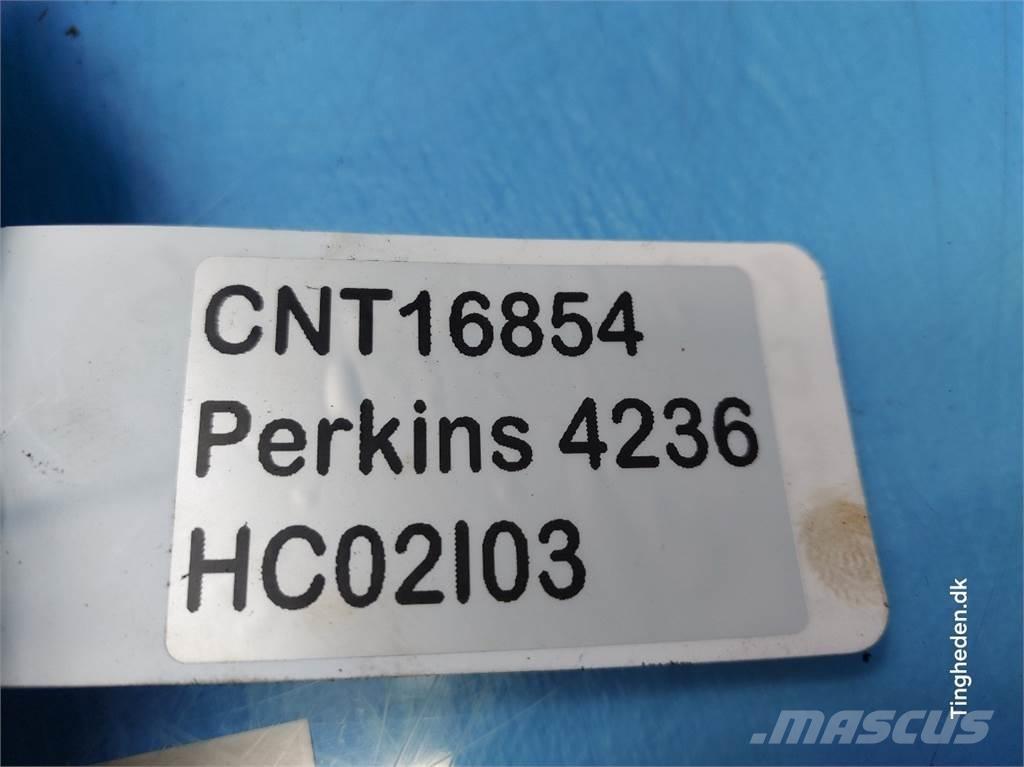 CNT16854
Perkins 4236
HC02I03
Tingheden.dk
MASCUS